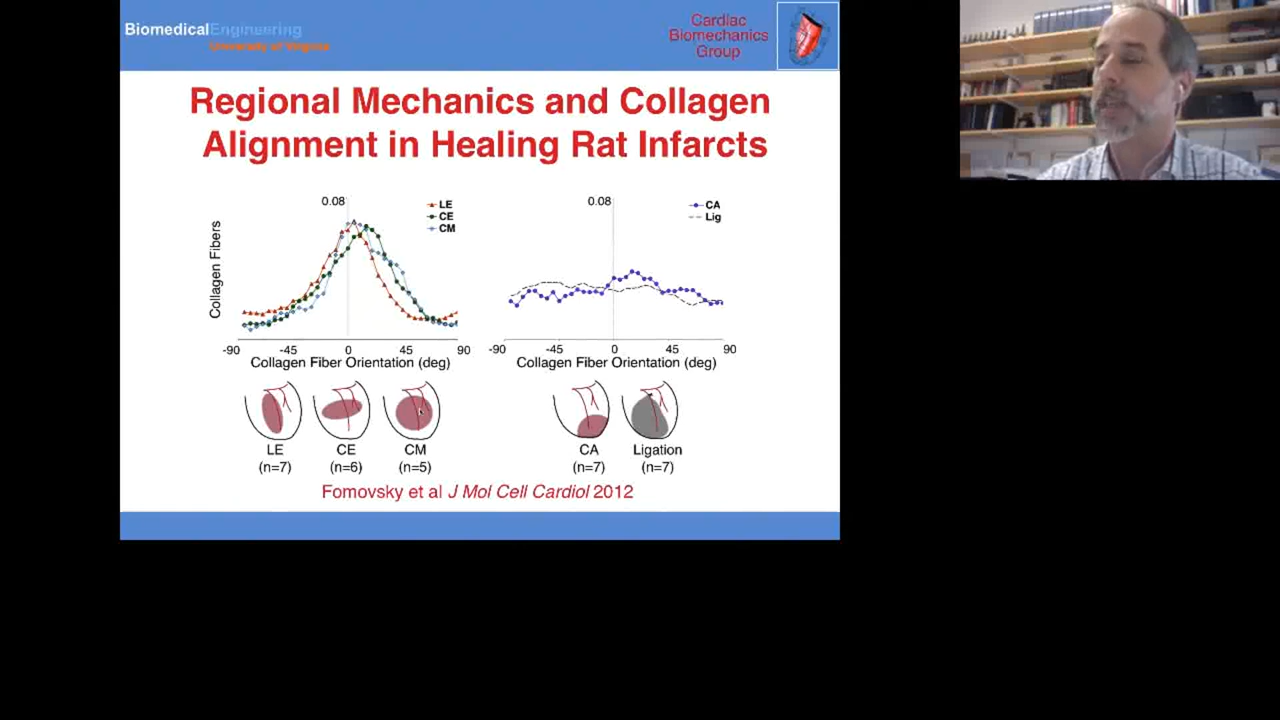 BiomedicalEngineering
University of Virginia
Cardiac
Biomechanics
Group
Regional Mechanics and Collagen
Alignment in Healing Rat Infarcts
0.08
LE
CE
CM
Collagen Fibers
-90 -45 0 45 90
Collagen Fiber Orientation (deg)
0.08
CA
Lig
-90 -45 0 45 90
Collagen Fiber Orientation (deg)
LE CE CM
(n=7) (n=6) (n=5)
CA Ligation
(n=7) (n=7)
Fomovsky et al J Mol Cell Cardiol 2012